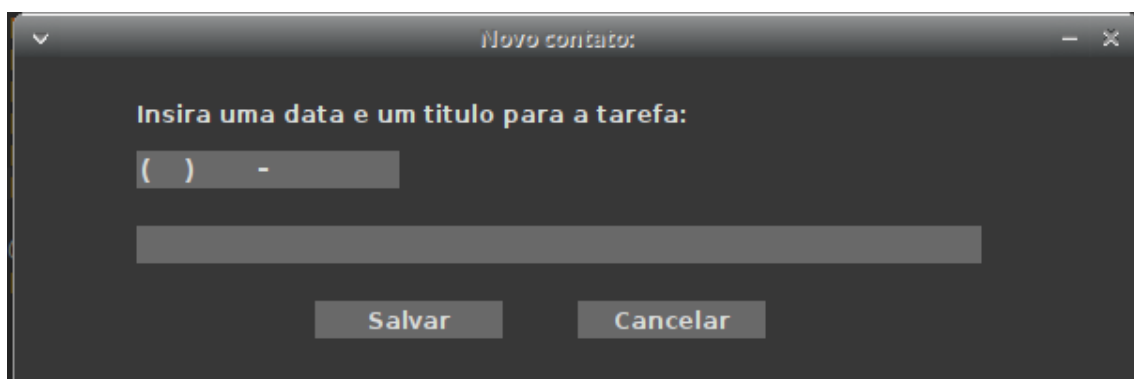 Novo contato:
Insira uma data e um titulo para a tarefa:
( ) -
Salvar Cancelar